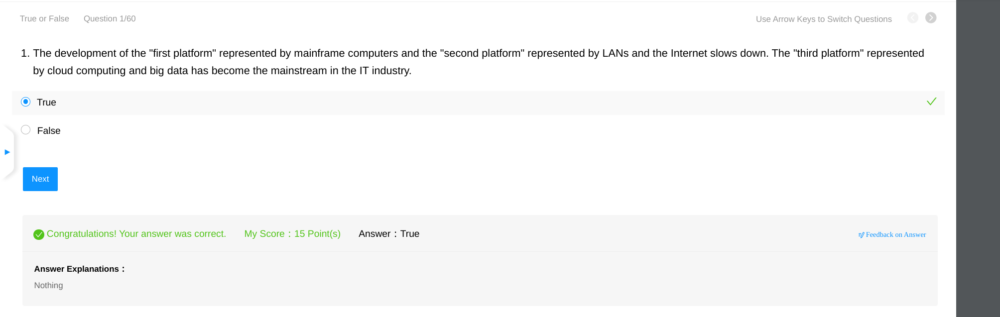 True or False Question 1/60 Use Arrow Keys to Switch Questions
1. The development of the "first platform" represented by mainframe computers and the "second platform" represented by LANs and the Internet slows down. The "third platform" represented
by cloud computing and big data has become the mainstream in the IT industry.
True
False
Next
Congratulations! Your answer was correct. My Score：15 Point(s) Answer：True Feedback on Answer
Answer Explanations：
Nothing